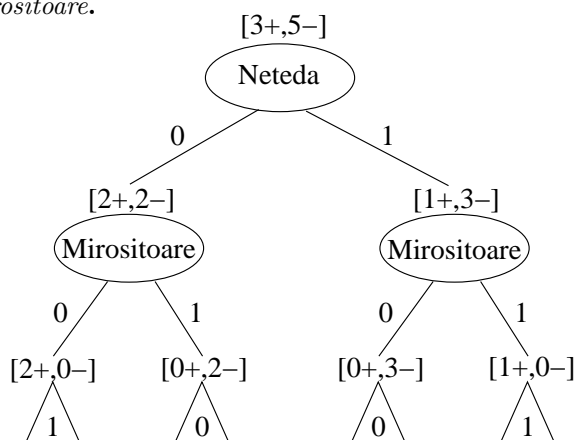 rositoare.
[3+,5−]
Neteda
0 1
[2+,2−] [1+,3−]
Mirositoare Mirositoare
0 1 0 1
[2+,0−] [0+,2−] [0+,3−] [1+,0−]
1 0 0 1